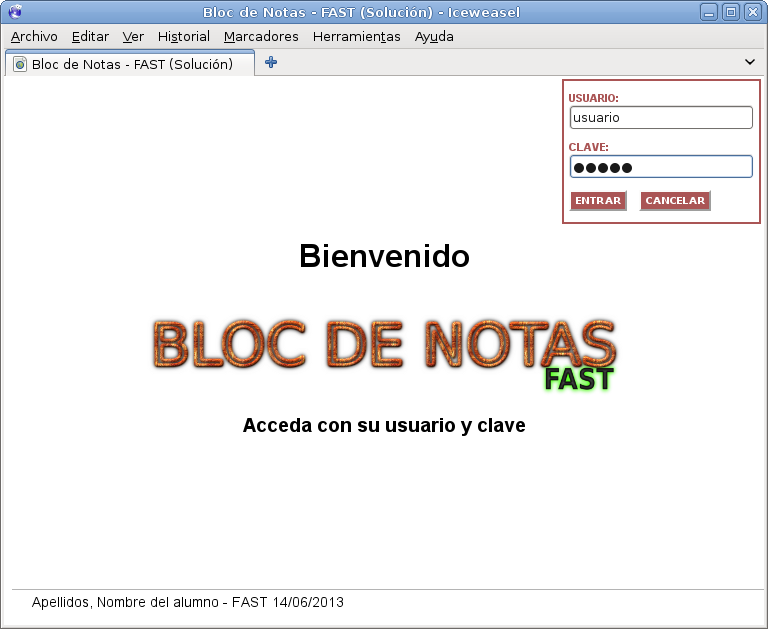 Bloc de Notas - FAST (Solución) - Iceweasel
Archivo Editar Ver Historial Marcadores Herramientas Ayuda
Bloc de Notas - FAST (Solución)
USUARIO:
usuario
CLAVE:
●●●●●
ENTRAR CANCELAR
Bienvenido
BLOC DE NOTAS
FAST
Acceda con su usuario y clave
Apellidos, Nombre del alumno - FAST 14/06/2013